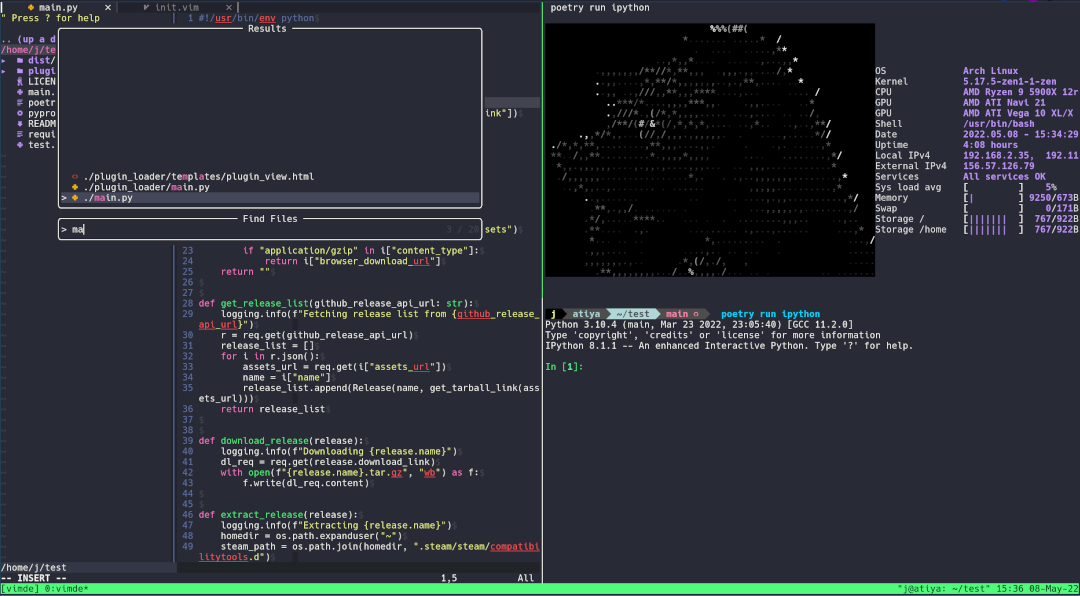 main.py ✕ init.vim ✕
" Press ? for help
.. (up a d
/home/j/te
dist/
plugi
LICEN
main.
poetr
pypro
READM
requi
test.
1 #!/usr/bin/env python$
Results
./plugin_loader/templates/plugin_view.html
./plugin_loader/main.py
> ./main.py
Find Files
> ma 3 / 20
ink"])$
sets")$
23 if "application/gzip" in i["content_type"]:$
24 return i["browser_download_url"]$
25 return ""$
26 $
27 $
28 def get_release_list(github_release_api_url: str):$
29 logging.info(f"Fetching release list from {github_release_
api_url}")$
30 r = req.get(github_release_api_url)$
31 release_list = []$
32 for i in r.json():$
33 assets_url = req.get(i["assets_url"])$
34 name = i["name"]$
35 release_list.append(Release(name, get_tarball_link(ass
ets_url)))$
36 return release_list$
37 $
38 $
39 def download_release(release):$
40 logging.info(f"Downloading {release.name}")$
41 dl_req = req.get(release.download_link)$
42 with open(f"{release.name}.tar.gz", "wb") as f:$
43 f.write(dl_req.content)$
44 $
45 $
46 def extract_release(release):$
47 logging.info(f"Extracting {release.name}")$
48 homedir = os.path.expanduser("~")$
49 steam_path = os.path.join(homedir, ".steam/steam/compatibi
litytools.d")$
/home/j/test
-- INSERT -- 1,5 All
poetry run ipython
OS Arch Linux
Kernel 5.17.5-zen1-1-zen
CPU AMD Ryzen 9 5900X 12r
GPU AMD ATI Navi 21
GPU AMD ATI Vega 10 XL/X
Shell /usr/bin/bash
Date 2022.05.08 - 15:34:29
Uptime 4:08 hours
Local IPv4 192.168.2.35, 192.11
External IPv4 156.57.126.79
Services All services OK
Sys load avg [ ] 5%
Memory [| ] 9250/673B
Swap [ ] 0/171B
Storage / [||||||| ] 767/922B
Storage /home [||||||| ] 767/922B
j atiya ~/test main poetry run ipython
Python 3.10.4 (main, Mar 23 2022, 23:05:40) [GCC 11.2.0]
Type 'copyright', 'credits' or 'license' for more information
IPython 8.1.1 -- An enhanced Interactive Python. Type '?' for help.
In [1]:
[vimde] 0:vimde* "j@atiya: ~/test" 15:36 08-May-22